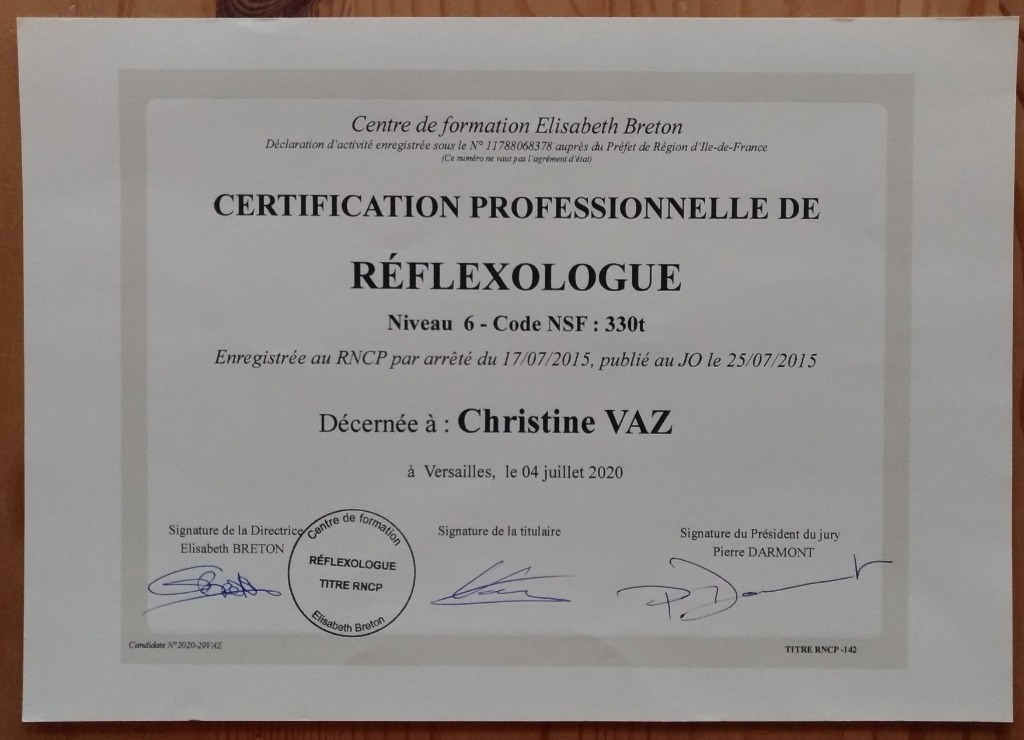 Centre de formation Elisabeth Breton
Déclaration d'activité enregistrée sous le N° 11788068378 auprès du Préfet de Région d'Ile-de-France
(Ce numéro ne vaut pas l'agrément d'état)
CERTIFICATION PROFESSIONNELLE DE
RÉFLEXOLOGUE
Niveau 6 - Code NSF : 330t
Enregistrée au RNCP par arrêté du 17/07/2015, publié au JO le 25/07/2015
Décernée à : Christine VAZ
à Versailles, le 04 juillet 2020
Signature de la Directrice
Elisabeth BRETON
Centre de formation
RÉFLEXOLOGUE
TITRE RNCP
Elisabeth Breton
Signature de la titulaire
Signature du Président du jury
Pierre DARMONT
Candidate N°2020-29VAZ
TITRE RNCP -142